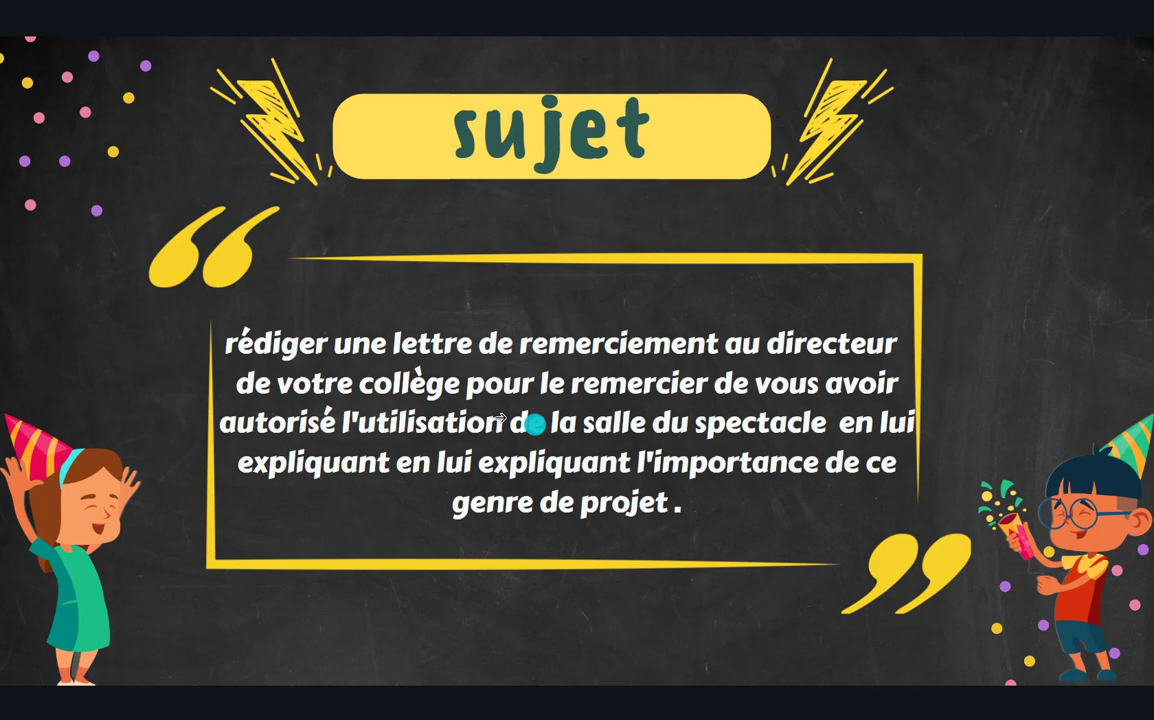 sujet
rédiger une lettre de remerciement au directeur
de votre collège pour le remercier de vous avoir
autorisé l'utilisation de la salle du spectacle en lui
expliquant en lui expliquant l'importance de ce
genre de projet .